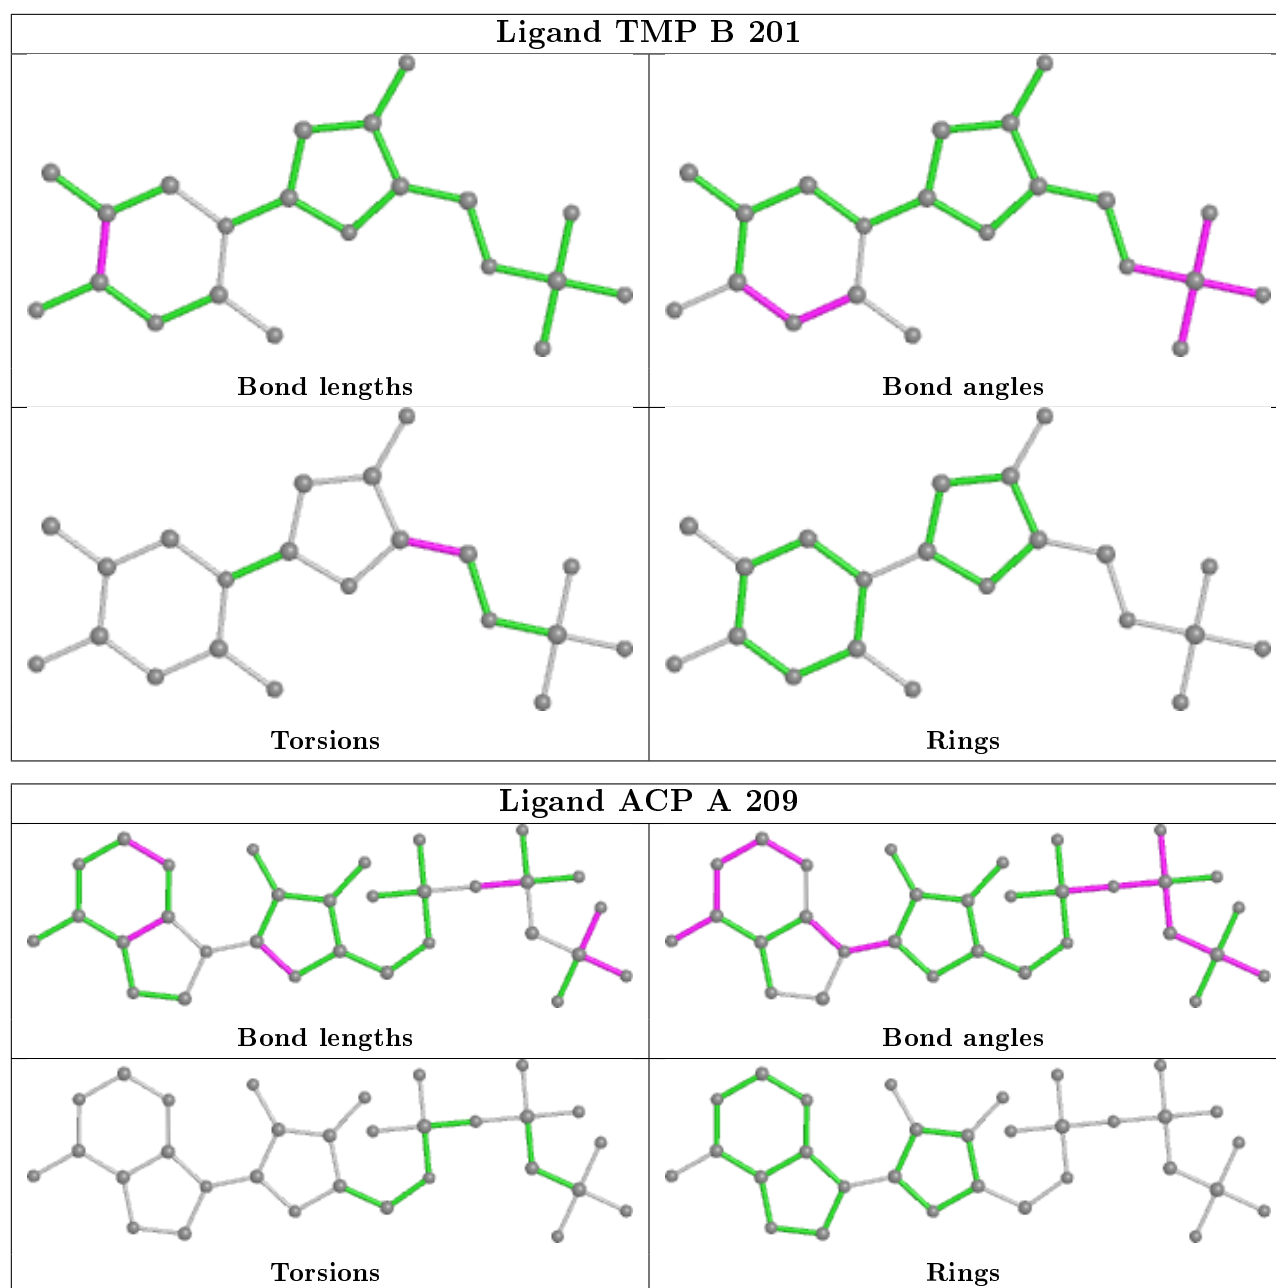 Ligand TMP B 201
Bond lengths
Bond angles
Torsions
Rings
Ligand ACP A 209
Bond lengths
Bond angles
Torsions
Rings